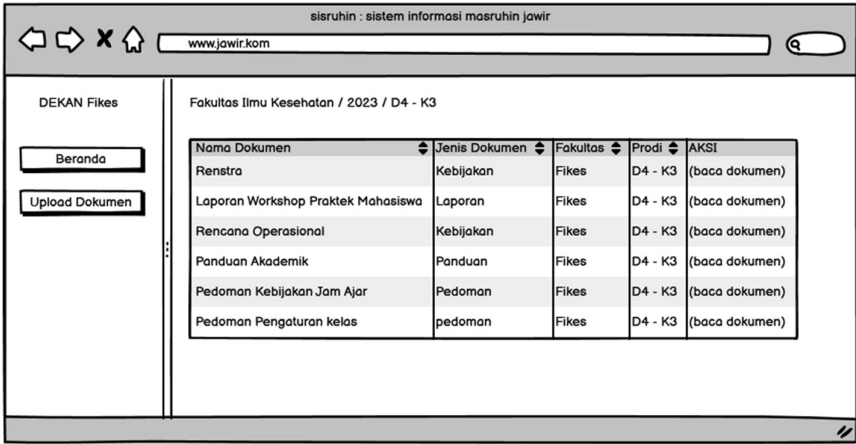 sisruhin : sistem informasi masruhin jawir
www.jawir.kom
DEKAN Fikes
Beranda
Upload Dokumen
Fakultas Ilmu Kesehatan / 2023 / D4 - K3
Nama Dokumen Jenis Dokumen Fakultas Prodi AKSI
Renstra Kebijakan Fikes D4 - K3 (baca dokumen)
Laporan Workshop Praktek Mahasiswa Laporan Fikes D4 - K3 (baca dokumen)
Rencana Operasional Kebijakan Fikes D4 - K3 (baca dokumen)
Panduan Akademik Panduan Fikes D4 - K3 (baca dokumen)
Pedoman Kebijakan Jam Ajar Pedoman Fikes D4 - K3 (baca dokumen)
Pedoman Pengaturan kelas pedoman Fikes D4 - K3 (baca dokumen)